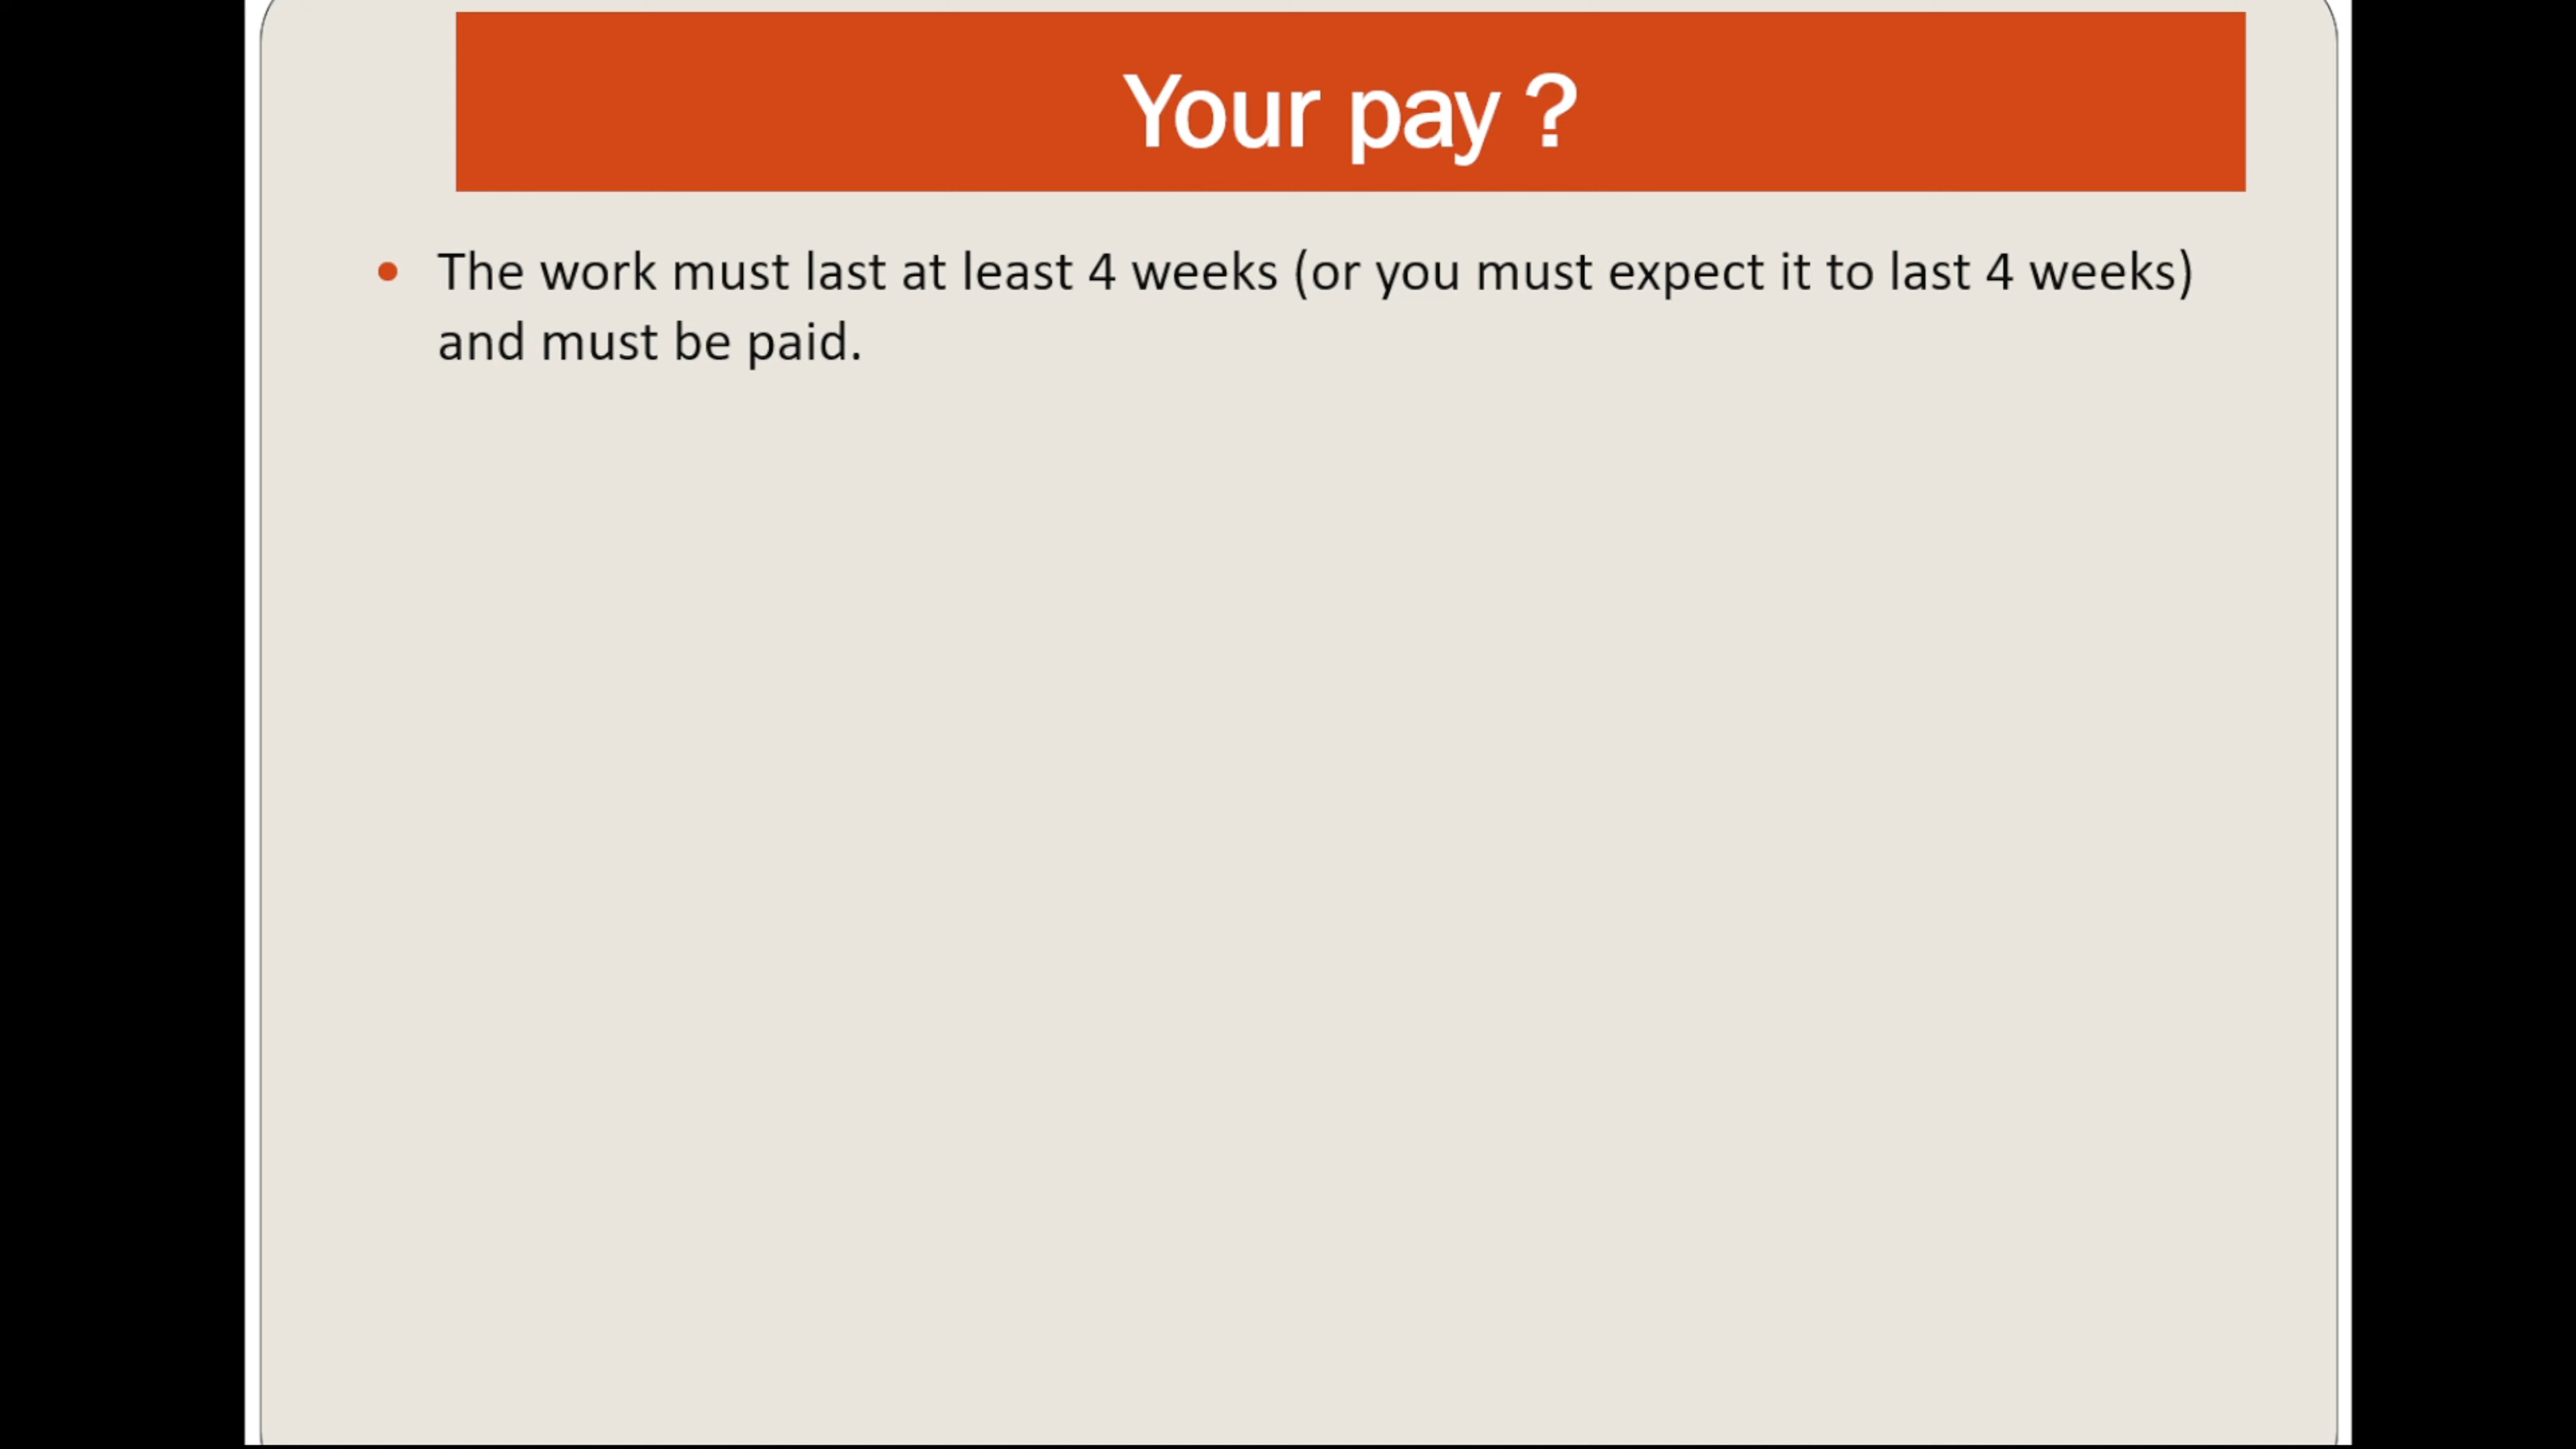 Your pay ?
• The work must last at least 4 weeks (or you must expect it to last 4 weeks)
and must be paid.